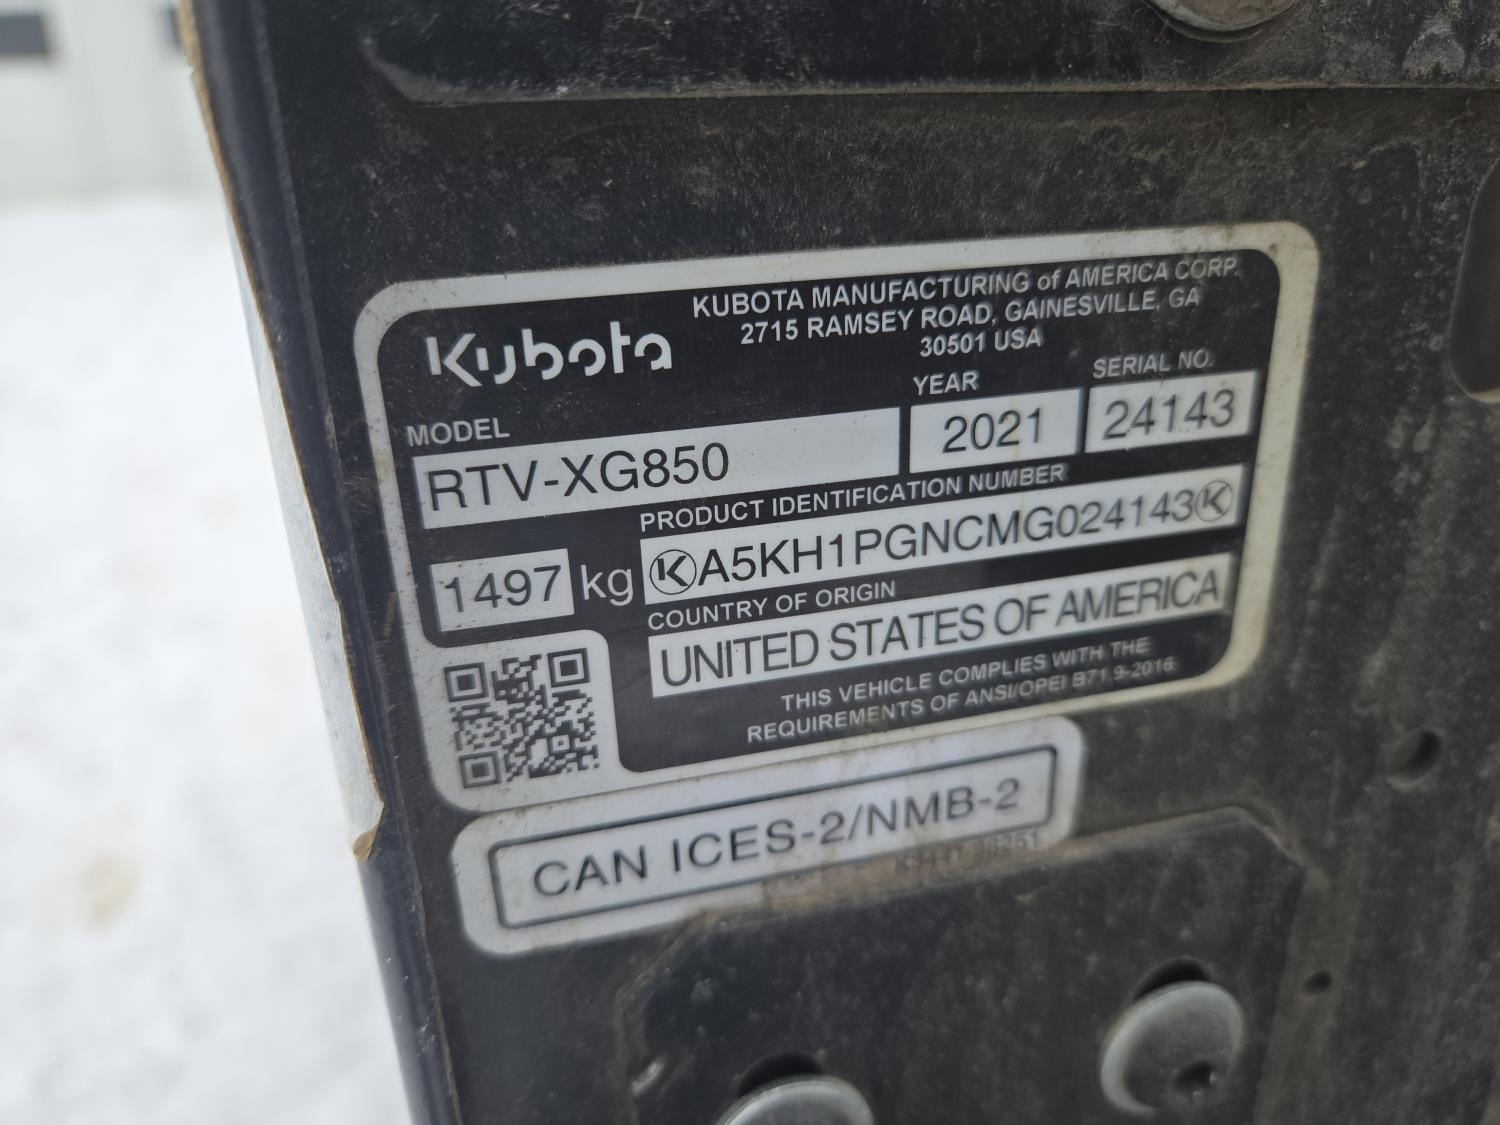 Kubota
KUBOTA MANUFACTURING of AMERICA CORP.
2715 RAMSEY ROAD, GAINESVILLE, GA
30501 USA
MODEL
RTV-XG850
YEAR
2021
SERIAL NO.
24143
PRODUCT IDENTIFICATION NUMBER
A5KH1PGNCMG024143
1497 kg
COUNTRY OF ORIGIN
UNITED STATES OF AMERICA
THIS VEHICLE COMPLIES WITH THE
REQUIREMENTS OF ANSI/OPEI B71.9-2016
CAN ICES-2/NMB-2